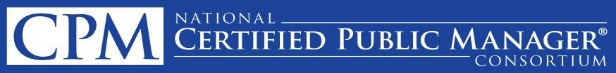 CPM
NATIONAL
CERTIFIED PUBLIC MANAGER®
CONSORTIUM